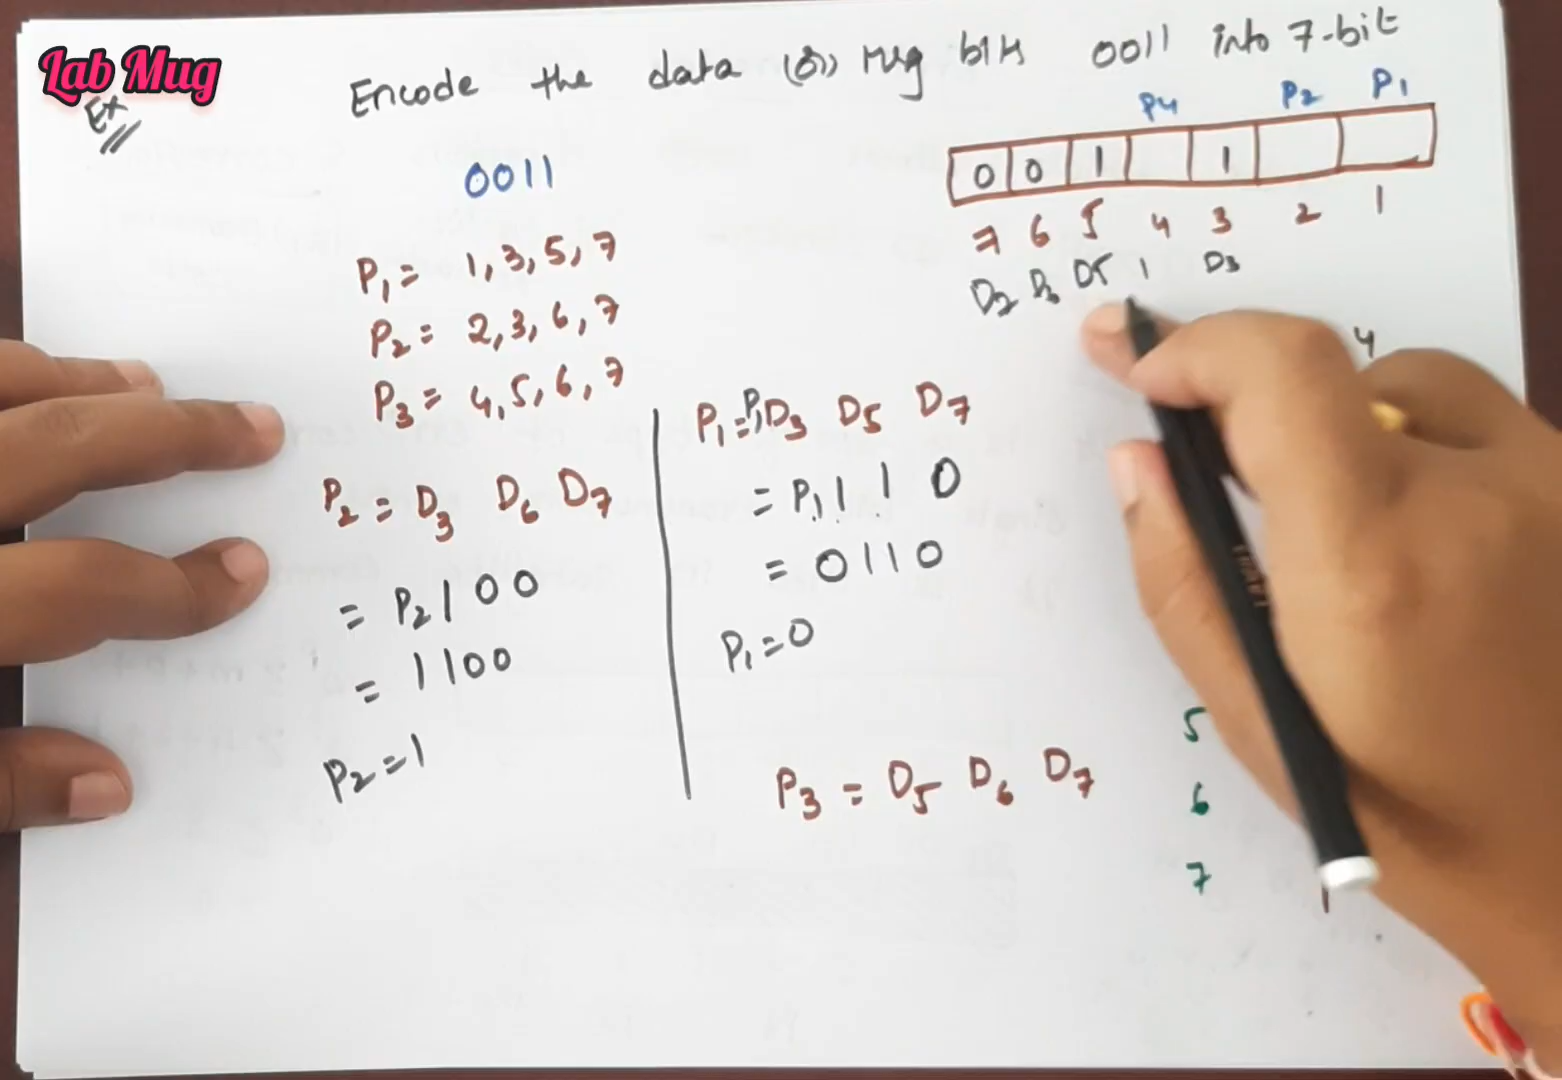 Lab Mug
Ex
Encode the data (or) Msg bits 0011 into 7-bit
0011
P4 P2 P1
0 0 1 1
7 6 5 4 3 2 1
D7 D5 1 D3
P1 = 1, 3, 5, 7
P2 = 2, 3, 6, 7
P3 = 4, 5, 6, 7
4
P2 = D3 D6 D7
= P2 1 0 0
= 1100
P2 = 1
P1 = P1 D3 D5 D7
= P1 1 1 0
= 0110
P1 = 0
P3 = D5 D6 D7
5
6
7